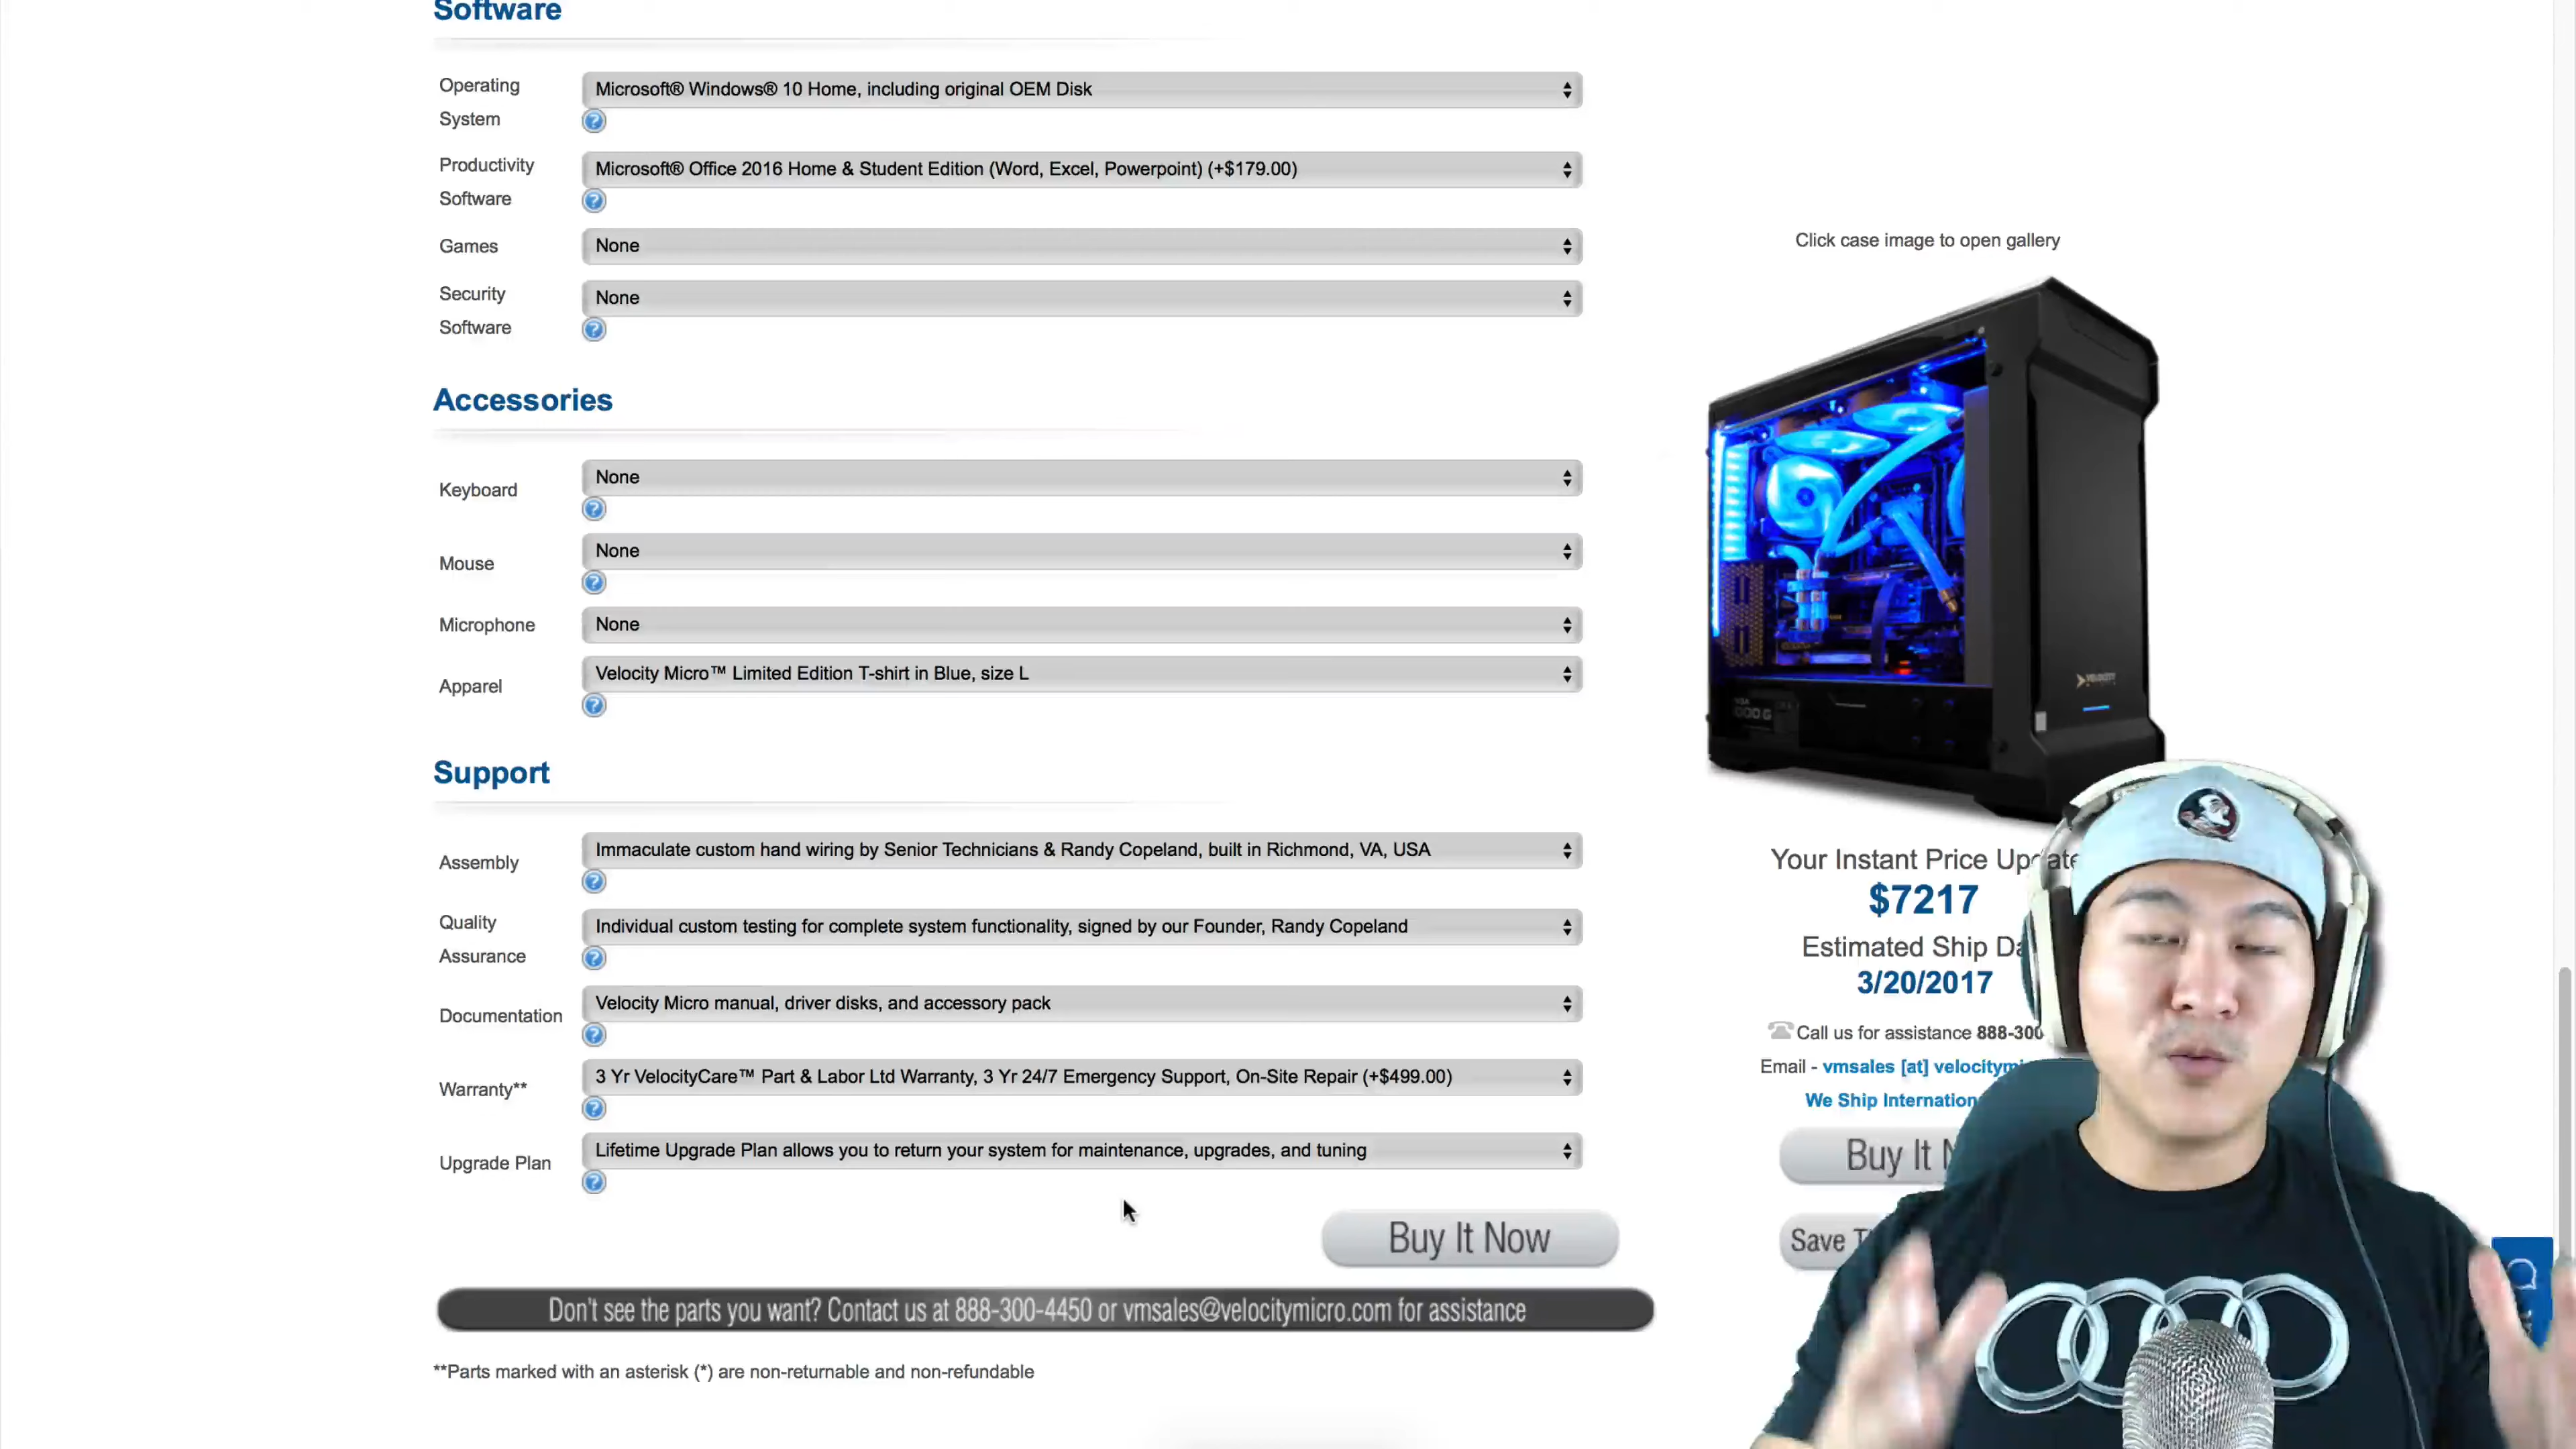 Software
Operating System
Microsoft® Windows® 10 Home, including original OEM Disk
Productivity Software
Microsoft® Office 2016 Home & Student Edition (Word, Excel, Powerpoint) (+$179.00)
Games
None
Security Software
None
Accessories
Keyboard
None
Mouse
None
Microphone
None
Apparel
Velocity Micro™ Limited Edition T-shirt in Blue, size L
Support
Assembly
Immaculate custom hand wiring by Senior Technicians & Randy Copeland, built in Richmond, VA, USA
Quality Assurance
Individual custom testing for complete system functionality, signed by our Founder, Randy Copeland
Documentation
Velocity Micro manual, driver disks, and accessory pack
Warranty**
3 Yr VelocityCare™ Part & Labor Ltd Warranty, 3 Yr 24/7 Emergency Support, On-Site Repair (+$499.00)
Upgrade Plan
Lifetime Upgrade Plan allows you to return your system for maintenance, upgrades, and tuning
Buy It Now
Don't see the parts you want? Contact us at 888-300-4450 or vmsales@velocitymicro.com for assistance
**Parts marked with an asterisk (*) are non-returnable and non-refundable
Click case image to open gallery
VELOCITY
Your Instant Price Update
$7217
Estimated Ship Da
3/20/2017
Call us for assistance 888-300
Email - vmsales [at] velocitymi
We Ship Internation
Buy It N
Save T